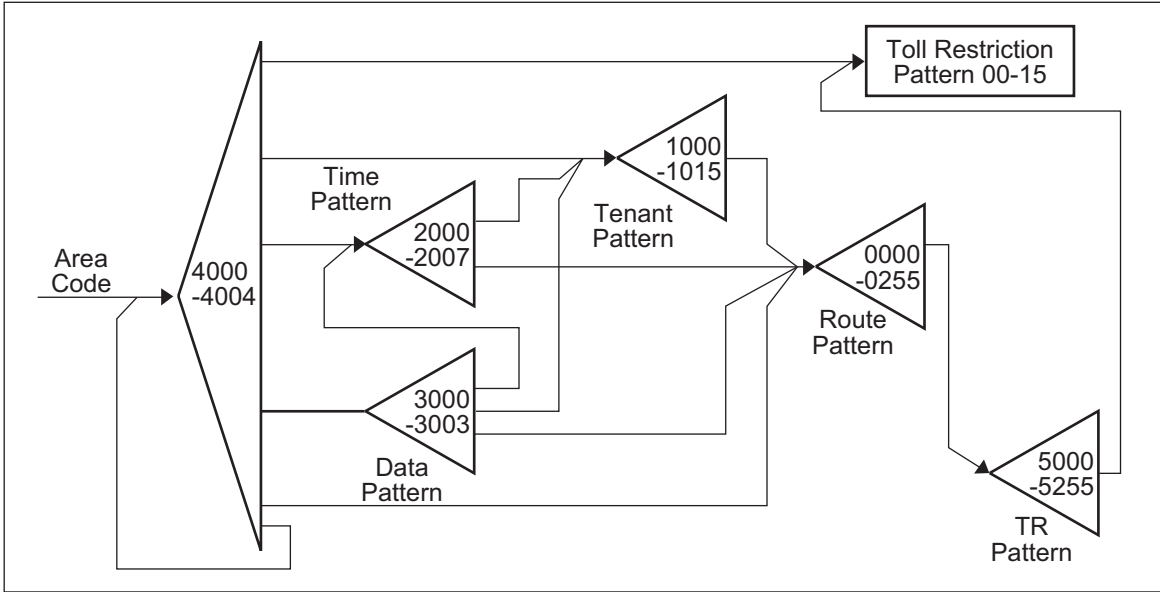 Toll Restriction
Pattern 00-15
1000
-1015
Time
Pattern
Tenant
Pattern
2000
-2007
Area
Code
4000
-4004
0000
-0255
Route
Pattern
3000
-3003
Data
Pattern
5000
-5255
TR
Pattern